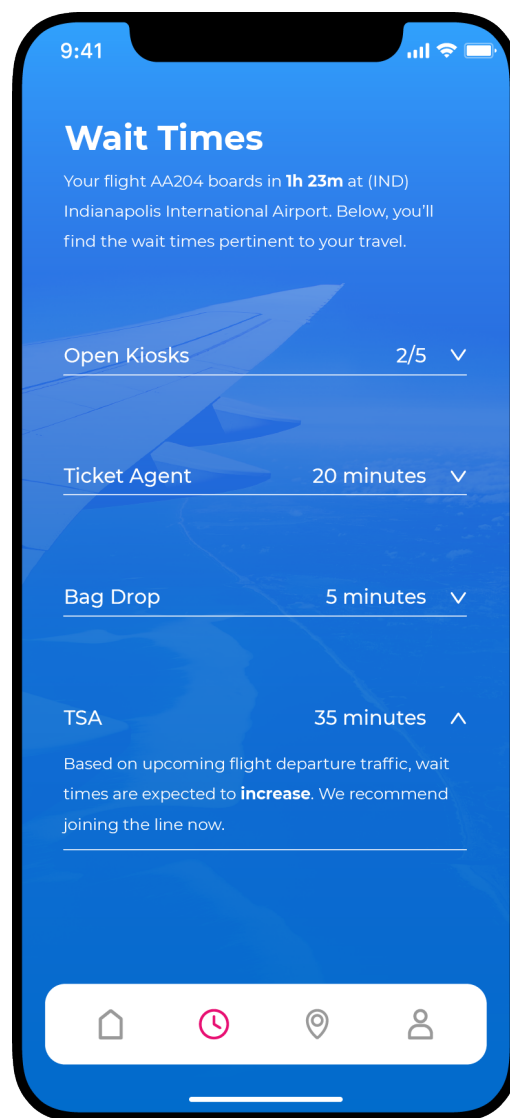 9:41
Wait Times
Your flight AA204 boards in 1h 23m at (IND)
Indianapolis International Airport. Below, you'll
find the wait times pertinent to your travel.
Open Kiosks 2/5
Ticket Agent 20 minutes
Bag Drop 5 minutes
TSA 35 minutes
Based on upcoming flight departure traffic, wait
times are expected to increase. We recommend
joining the line now.